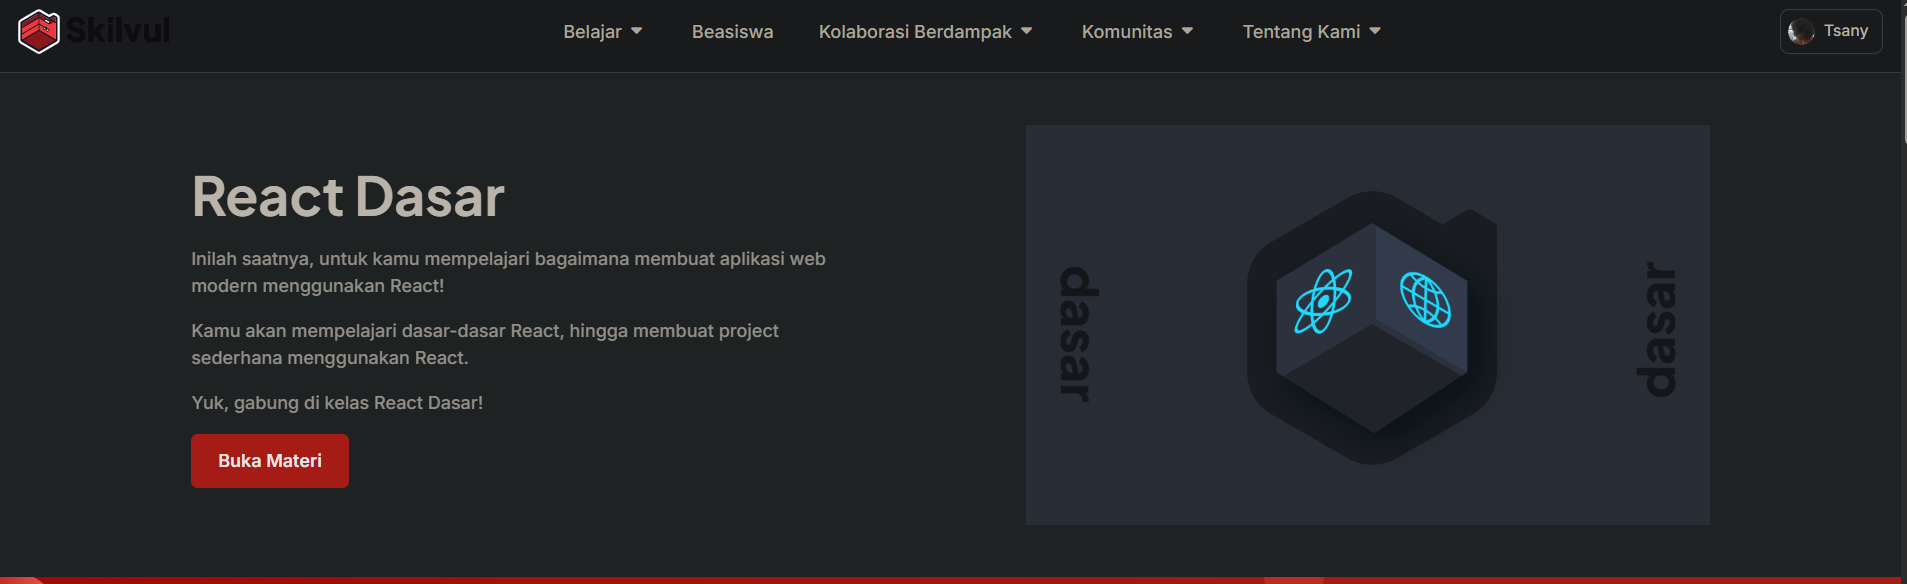 Skilvul
Belajar
Beasiswa
Kolaborasi Berdampak
Komunitas
Tentang Kami
Tsany
React Dasar
Inilah saatnya, untuk kamu mempelajari bagaimana membuat aplikasi web
modern menggunakan React!
Kamu akan mempelajari dasar-dasar React, hingga membuat project
sederhana menggunakan React.
Yuk, gabung di kelas React Dasar!
Buka Materi
dasar
dasar